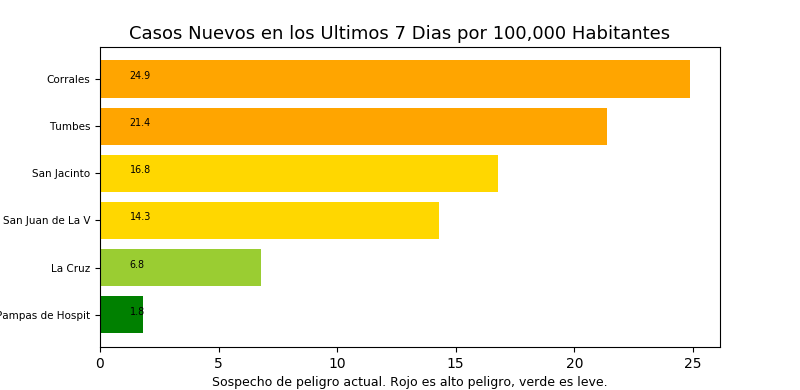 Casos Nuevos en los Ultimos 7 Dias por 100,000 Habitantes
Corrales 24.9
Tumbes 21.4
San Jacinto 16.8
San Juan de La V 14.3
La Cruz 6.8
Pampas de Hospit 1.8
0 5 10 15 20 25
Sospecho de peligro actual. Rojo es alto peligro, verde es leve.